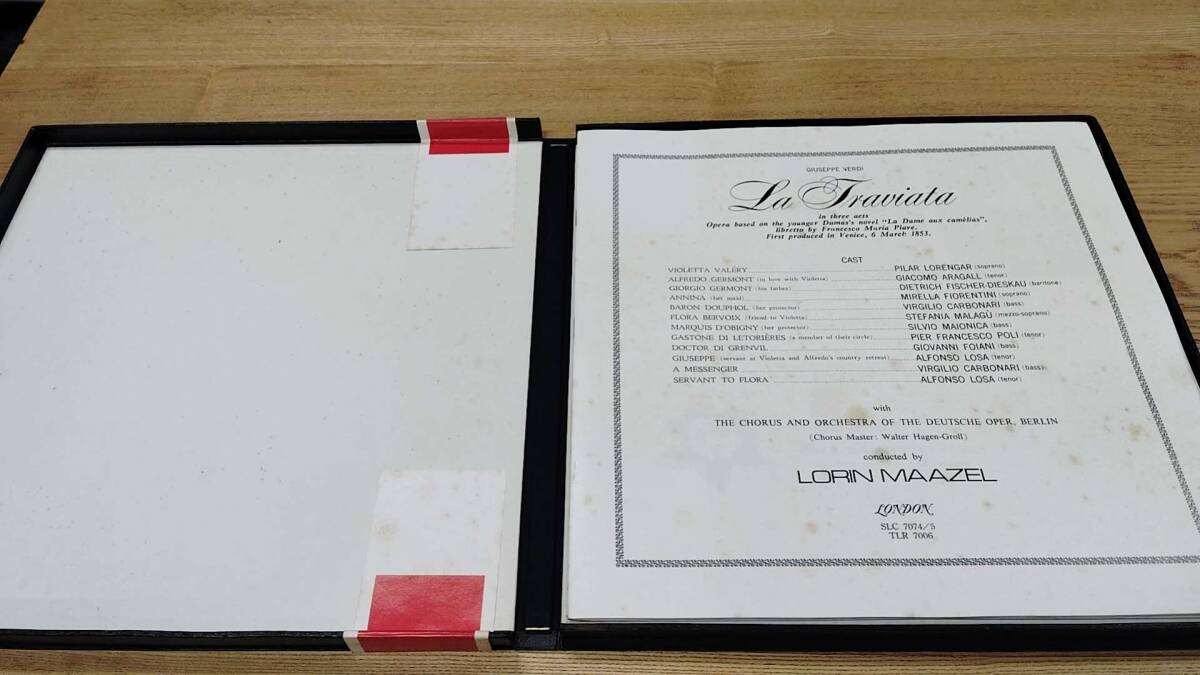 GIUSEPPE VERDI
La Traviata
in three acts
Opera based on the younger Dumas's novel "La Dame aux camélias",
libretto by Francesco Maria Piave.
First produced in Venice, 6 March 1853.
CAST
VIOLETTA VALÉRY PILAR LORENGAR (soprano)
ALFREDO GERMONT (in love with Violetta) GIACOMO ARAGALL (tenor)
GIORGIO GERMONT (his father) DIETRICH FISCHER-DIESKAU (baritone)
ANNINA (her maid) MIRELLA FIORENTINI (soprano)
BARON DOUPHOL (her protector) VIRGILIO CARBONARI (bass)
FLORA BERVOIX (friend to Violetta) STEFANIA MALAGÙ (mezzo-soprano)
MARQUIS D'OBIGNY (her protector) SILVIO MAIONICA (bass)
GASTONE DI LETORIÈRES (a member of their circle) PIER FRANCESCO POLI (tenor)
DOCTOR DI GRENVIL GIOVANNI FOIANI (bass)
GIUSEPPE (servant at Violetta and Alfredo's country retreat) ALFONSO LOSA (tenor)
A MESSENGER VIRGILIO CARBONARI (bass)
SERVANT TO FLORA ALFONSO LOSA (tenor)
with
THE CHORUS AND ORCHESTRA OF THE DEUTSCHE OPER, BERLIN
(Chorus Master: Walter Hagen-Groll)
conducted by
LORIN MAAZEL
LONDON
SLC 7074/5
TLR 7006